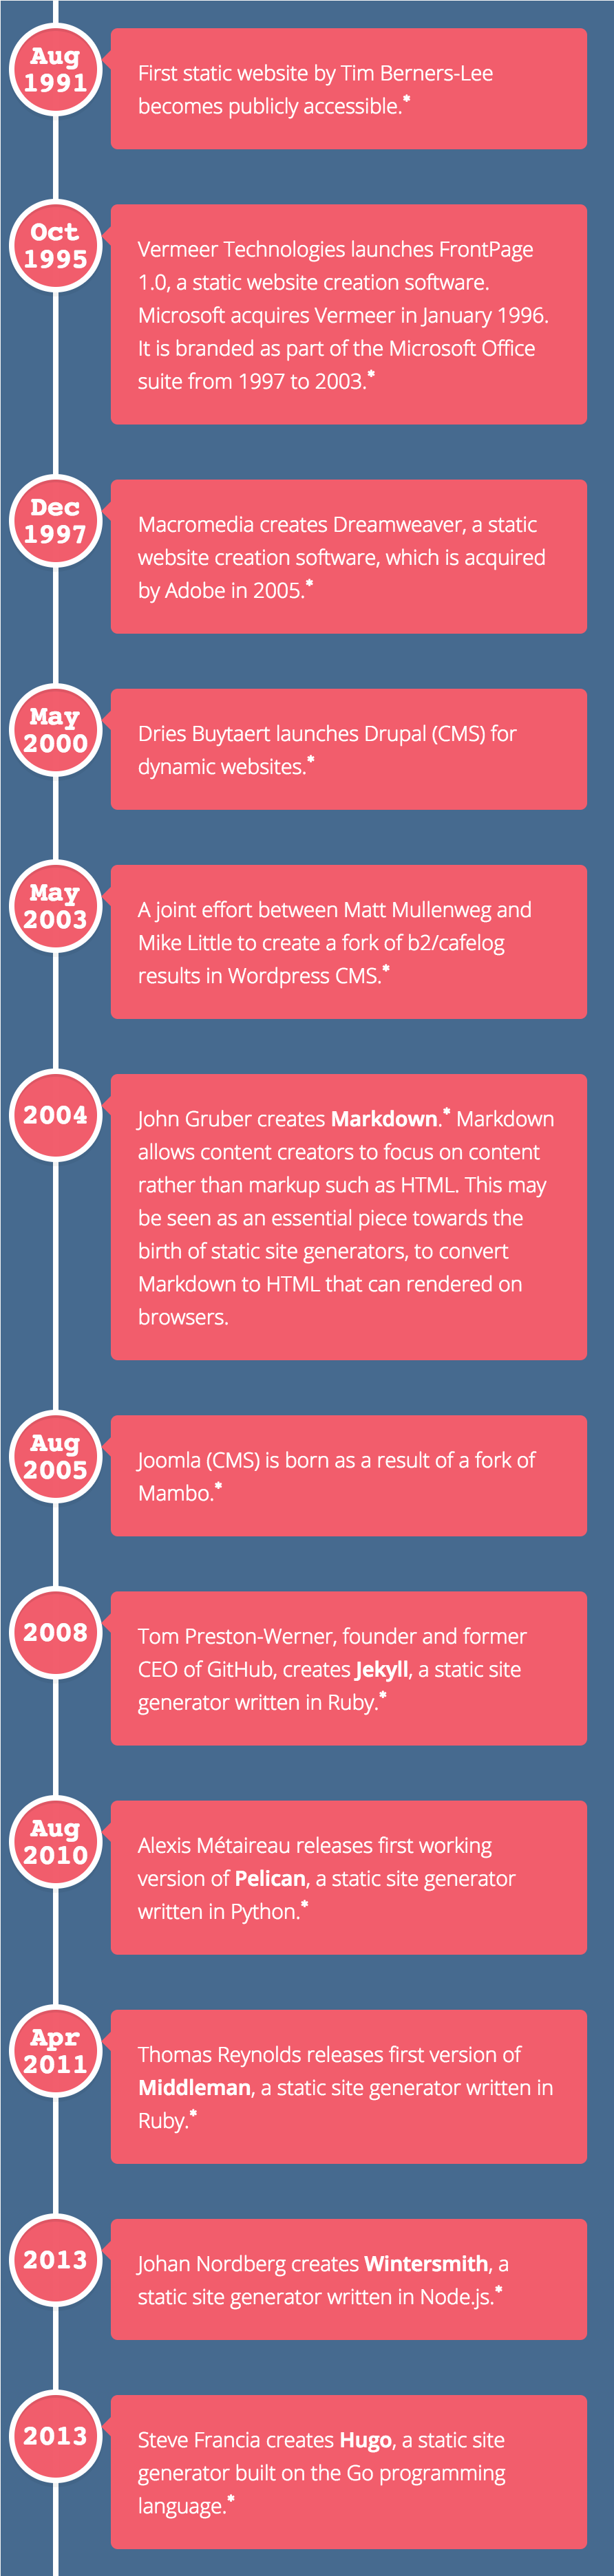 Aug
1991
First static website by Tim Berners-Lee
becomes publicly accessible.*
Oct
1995
Vermeer Technologies launches FrontPage
1.0, a static website creation software.
Microsoft acquires Vermeer in January 1996.
It is branded as part of the Microsoft Office
suite from 1997 to 2003.*
Dec
1997
Macromedia creates Dreamweaver, a static
website creation software, which is acquired
by Adobe in 2005.*
May
2000
Dries Buytaert launches Drupal (CMS) for
dynamic websites.*
May
2003
A joint effort between Matt Mullenweg and
Mike Little to create a fork of b2/cafelog
results in Wordpress CMS.*
2004
John Gruber creates Markdown.* Markdown
allows content creators to focus on content
rather than markup such as HTML. This may
be seen as an essential piece towards the
birth of static site generators, to convert
Markdown to HTML that can rendered on
browsers.
Aug
2005
Joomla (CMS) is born as a result of a fork of
Mambo.*
2008
Tom Preston-Werner, founder and former
CEO of GitHub, creates Jekyll, a static site
generator written in Ruby.*
Aug
2010
Alexis Métaireau releases first working
version of Pelican, a static site generator
written in Python.*
Apr
2011
Thomas Reynolds releases first version of
Middleman, a static site generator written in
Ruby.*
2013
Johan Nordberg creates Wintersmith, a
static site generator written in Node.js.*
2013
Steve Francia creates Hugo, a static site
generator built on the Go programming
language.*